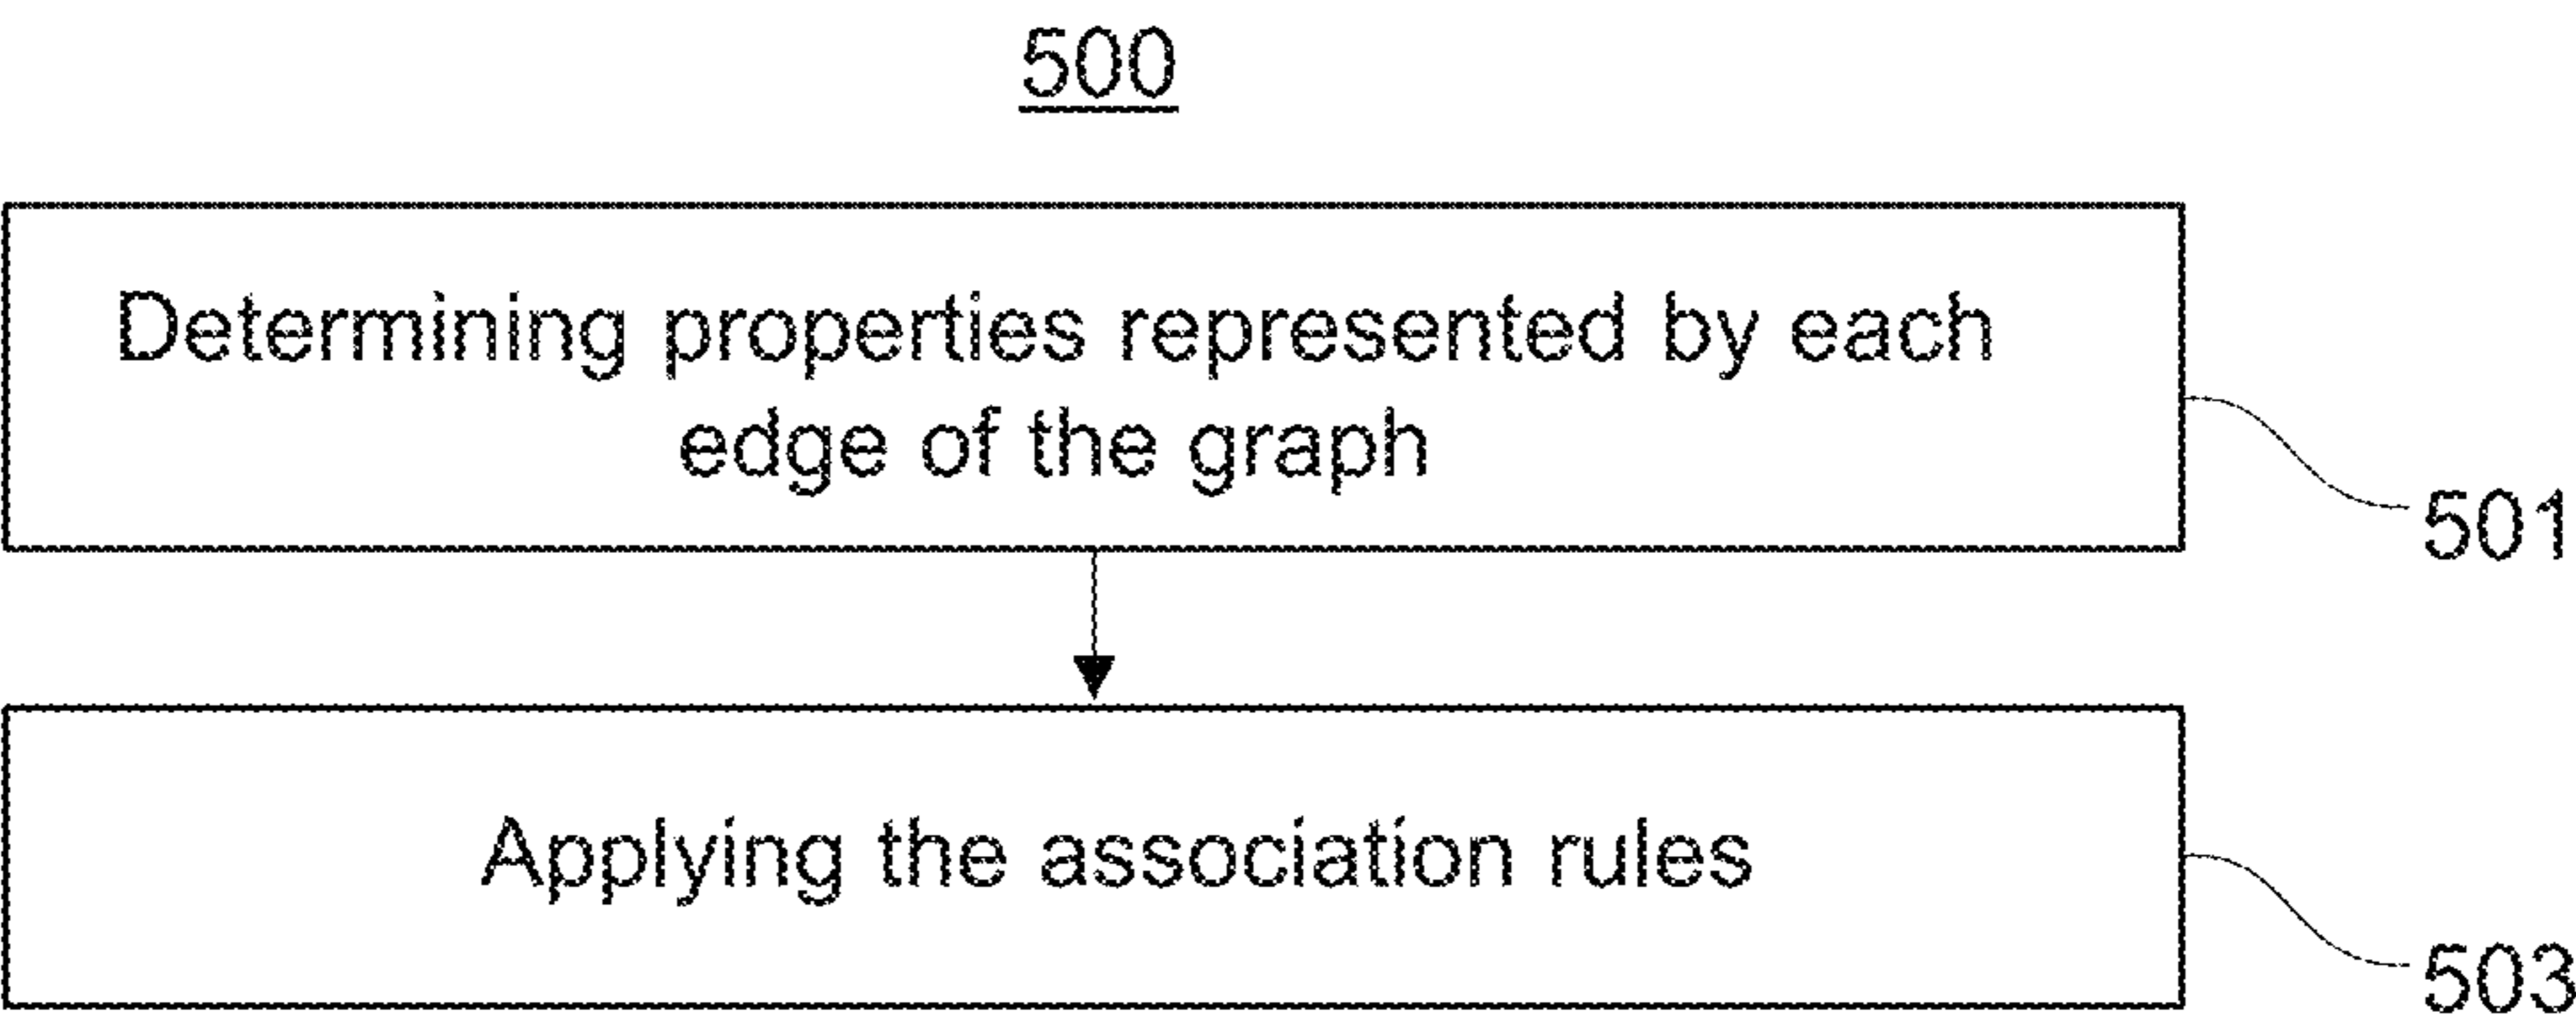 500
Determining properties represented by each
edge of the graph
501
Applying the association rules
503